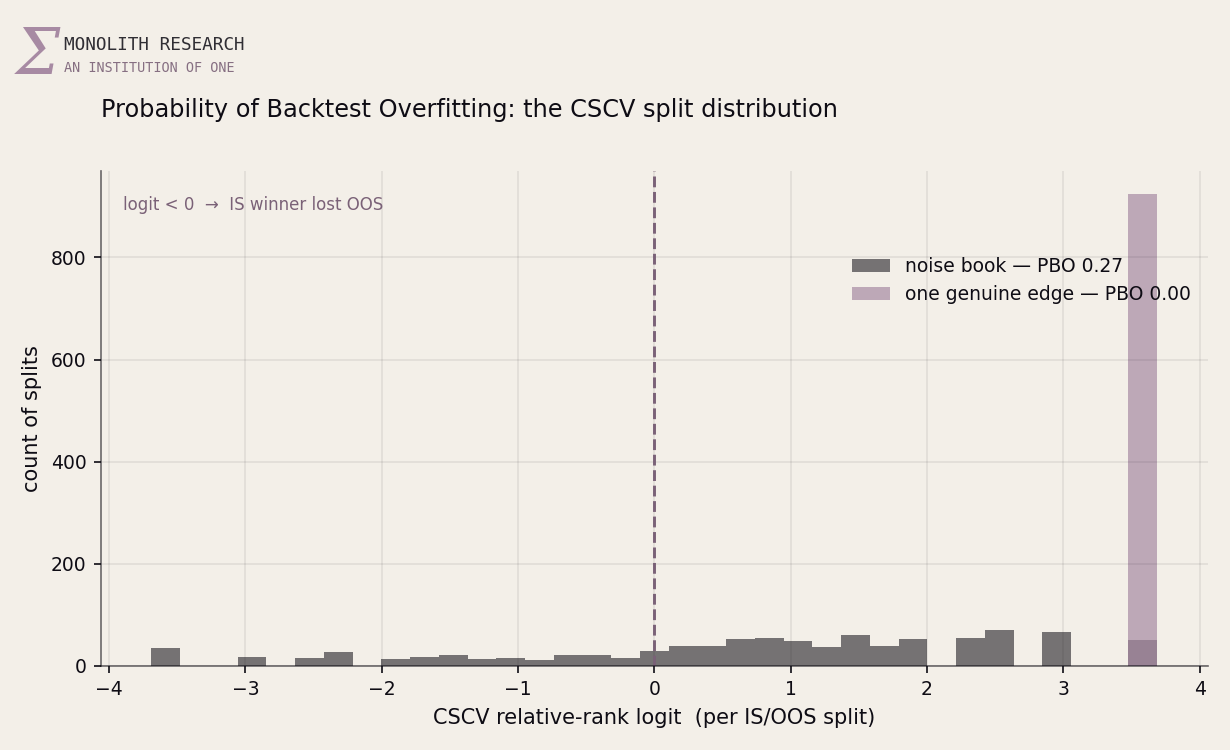 Σ
MONOLITH RESEARCH
AN INSTITUTION OF ONE
Probability of Backtest Overfitting: the CSCV split distribution
logit < 0 → IS winner lost OOS
noise book — PBO 0.27
one genuine edge — PBO 0.00
count of splits
800
600
400
200
0
−4 −3 −2 −1 0 1 2 3 4
CSCV relative-rank logit (per IS/OOS split)